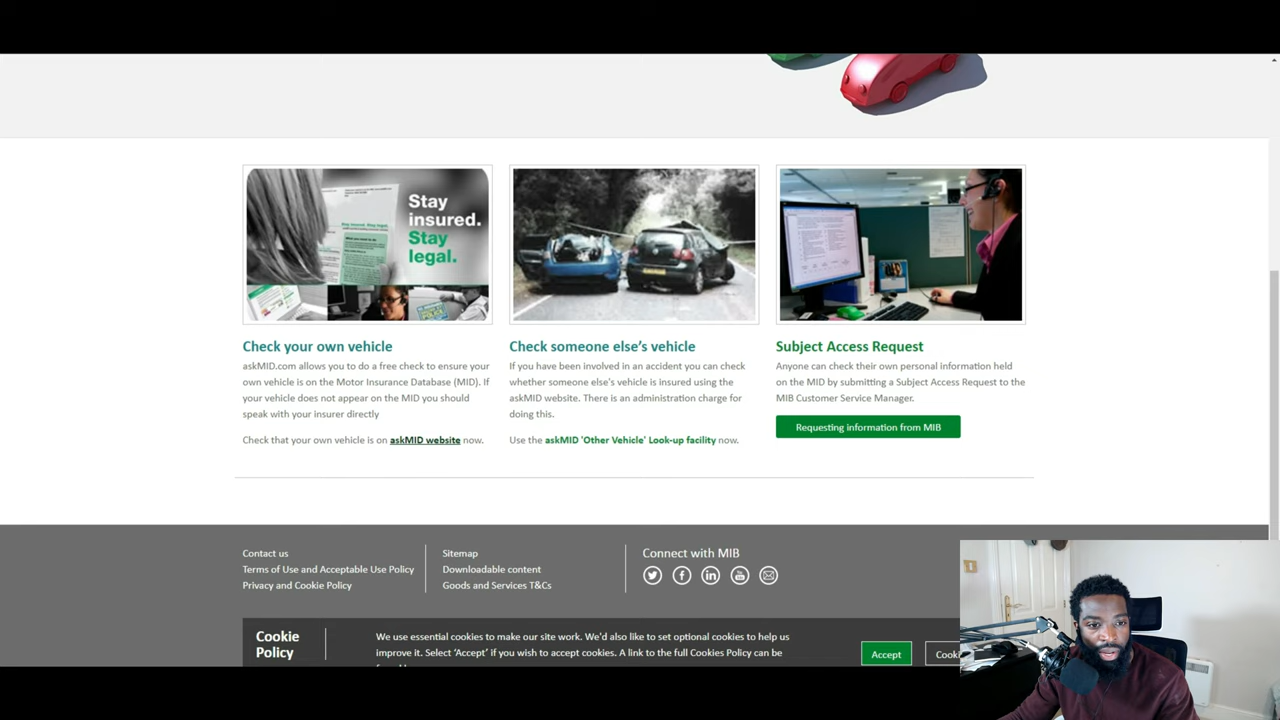 Stay
insured.
Stay
legal.
Check your own vehicle
askMID.com allows you to do a free check to ensure your
own vehicle is on the Motor Insurance Database (MID). If
your vehicle does not appear on the MID you should
speak with your insurer directly
Check that your own vehicle is on askMID website now.
Check someone else’s vehicle
If you have been involved in an accident you can check
whether someone else's vehicle is insured using the
askMID website. There is an administration charge for
doing this.
Use the askMID 'Other Vehicle' Look-up facility now.
Subject Access Request
Anyone can check their own personal information held
on the MID by submitting a Subject Access Request to the
MIB Customer Service Manager.
Requesting information from MIB
Contact us
Terms of Use and Acceptable Use Policy
Privacy and Cookie Policy
Sitemap
Downloadable content
Goods and Services T&Cs
Connect with MIB
Cookie
Policy
We use essential cookies to make our site work. We'd also like to set optional cookies to help us
improve it. Select 'Accept' if you wish to accept cookies. A link to the full Cookies Policy can be
Accept